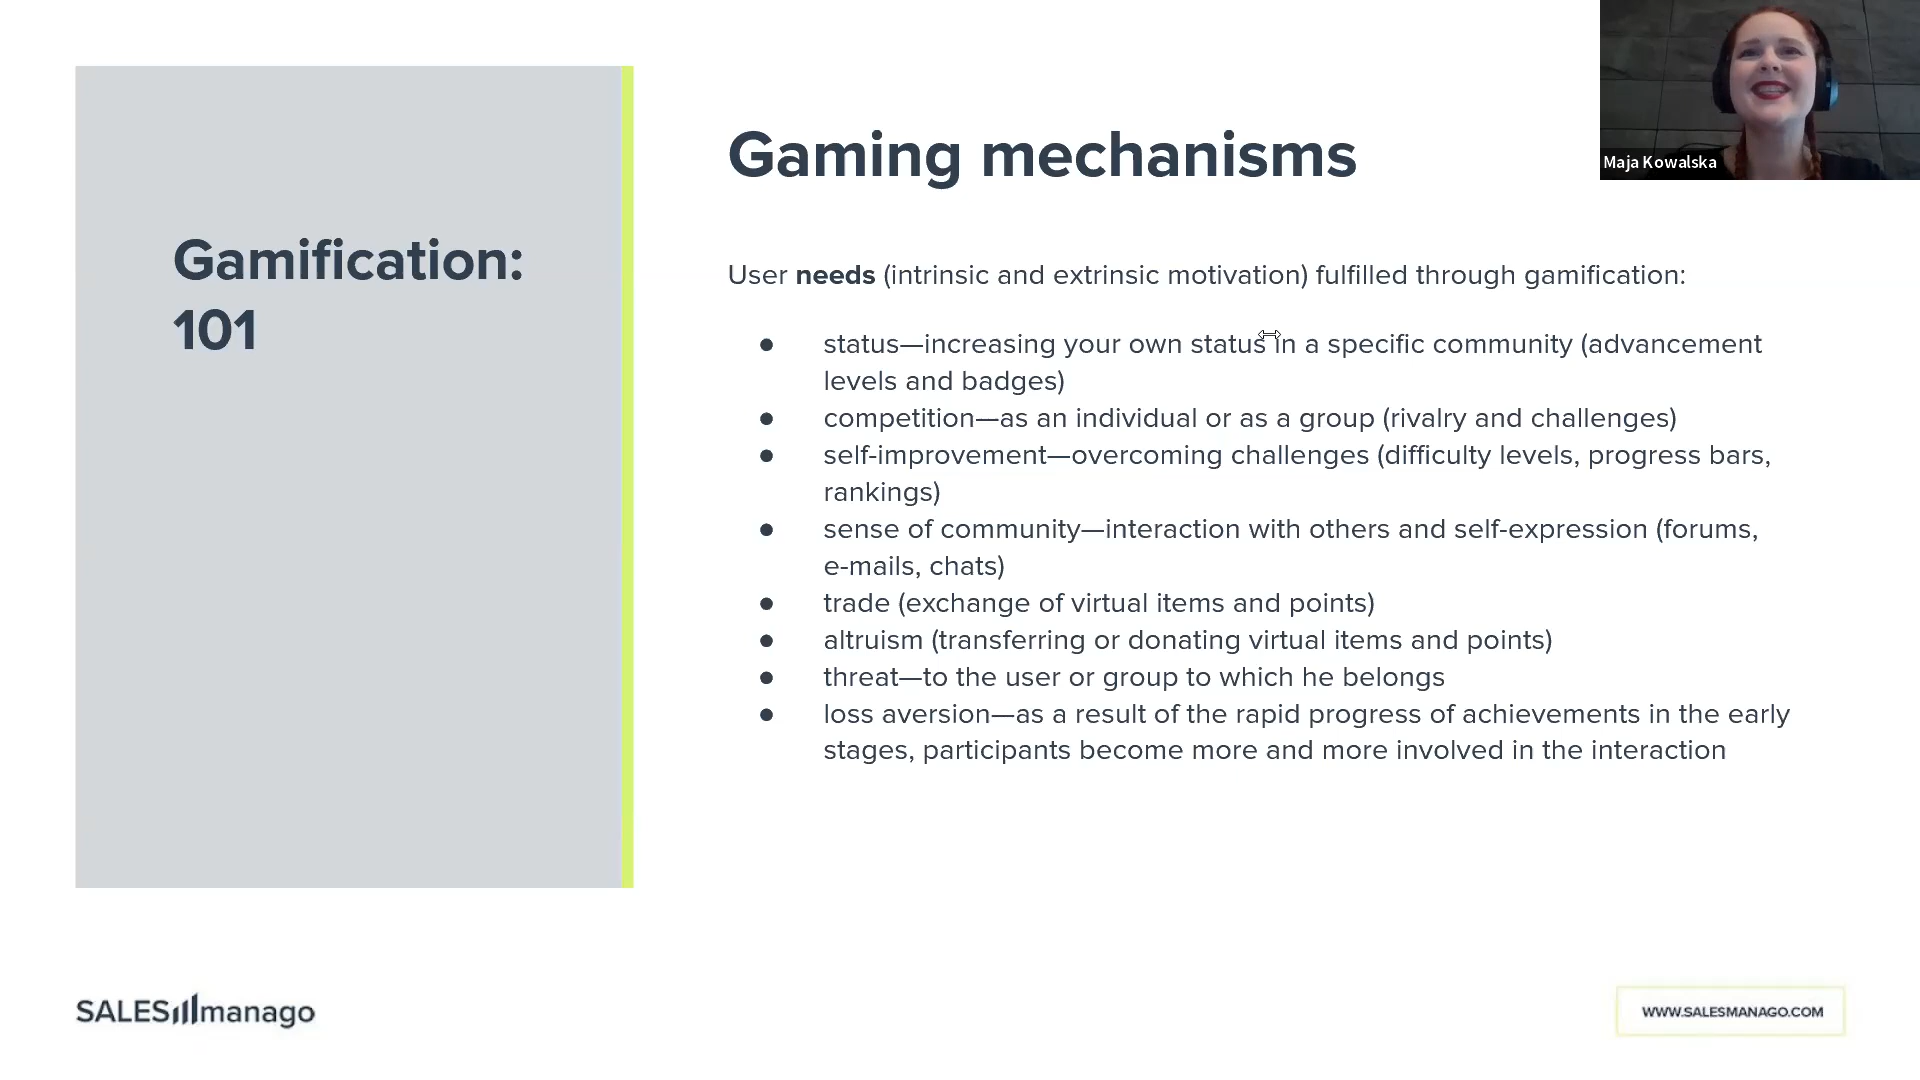 Gamification:
101
Gaming mechanisms
User needs (intrinsic and extrinsic motivation) fulfilled through gamification:
● status—increasing your own status in a specific community (advancement
levels and badges)
● competition—as an individual or as a group (rivalry and challenges)
● self-improvement—overcoming challenges (difficulty levels, progress bars,
rankings)
● sense of community—interaction with others and self-expression (forums,
e-mails, chats)
● trade (exchange of virtual items and points)
● altruism (transferring or donating virtual items and points)
● threat—to the user or group to which he belongs
● loss aversion—as a result of the rapid progress of achievements in the early
stages, participants become more and more involved in the interaction
Maja Kowalska
SALESmanago
WWW.SALESMANAGO.COM